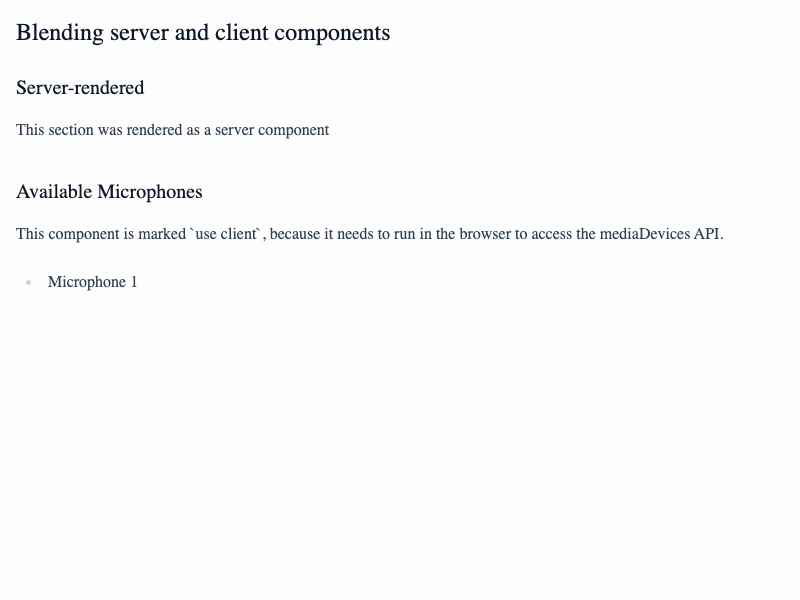 Blending server and client components
Server-rendered
This section was rendered as a server component
Available Microphones
This component is marked `use client`, because it needs to run in the browser to access the mediaDevices API.
Microphone 1